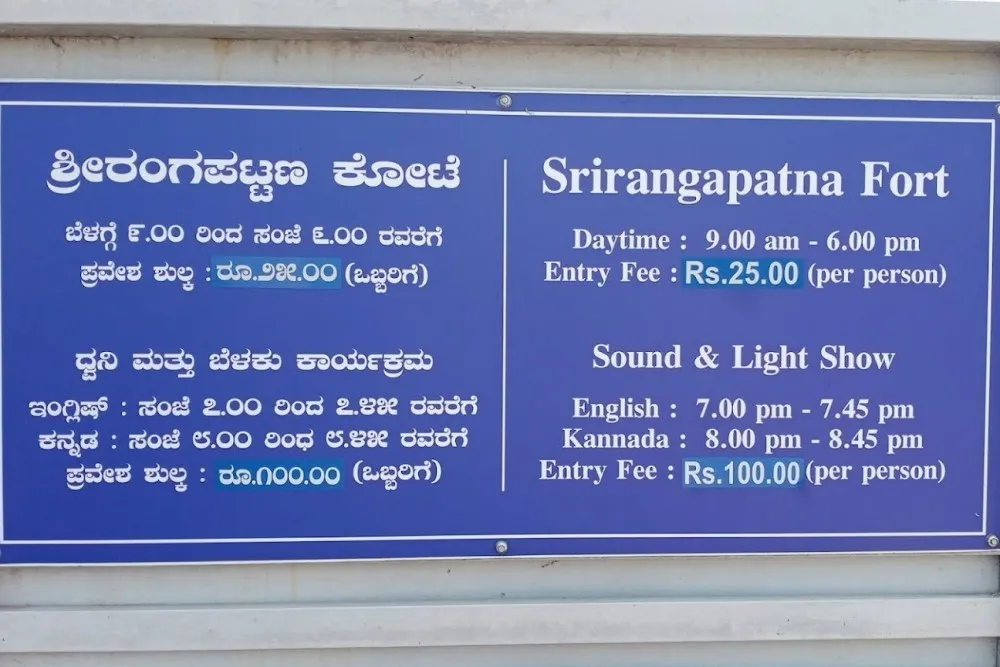 ಶ್ರೀರಂಗಪಟ್ಟಣ ಕೋಟೆ
ಬೆಳಗ್ಗೆ ೯.೦೦ ರಿಂದ ಸಂಜೆ ೬.೦೦ ರವರೆಗೆ
ಪ್ರವೇಶ ಶುಲ್ಕ : ರೂ.೨೫.೦೦ (ಒಬ್ಬರಿಗೆ)
ಧ್ವನಿ ಮತ್ತು ಬೆಳಕು ಕಾರ್ಯಕ್ರಮ
ಇಂಗ್ಲಿಷ್ : ಸಂಜೆ ೭.೦೦ ರಿಂದ ೭.೪೫ ರವರೆಗೆ
ಕನ್ನಡ : ಸಂಜೆ ೮.೦೦ ರಿಂಧ ೮.೪೫ ರವರೆಗೆ
ಪ್ರವೇಶ ಶುಲ್ಕ : ರೂ.೧೦೦.೦೦ (ಒಬ್ಬರಿಗೆ)
Srirangapatna Fort
Daytime : 9.00 am - 6.00 pm
Entry Fee : Rs.25.00 (per person)
Sound & Light Show
English : 7.00 pm - 7.45 pm
Kannada : 8.00 pm - 8.45 pm
Entry Fee : Rs.100.00 (per person)